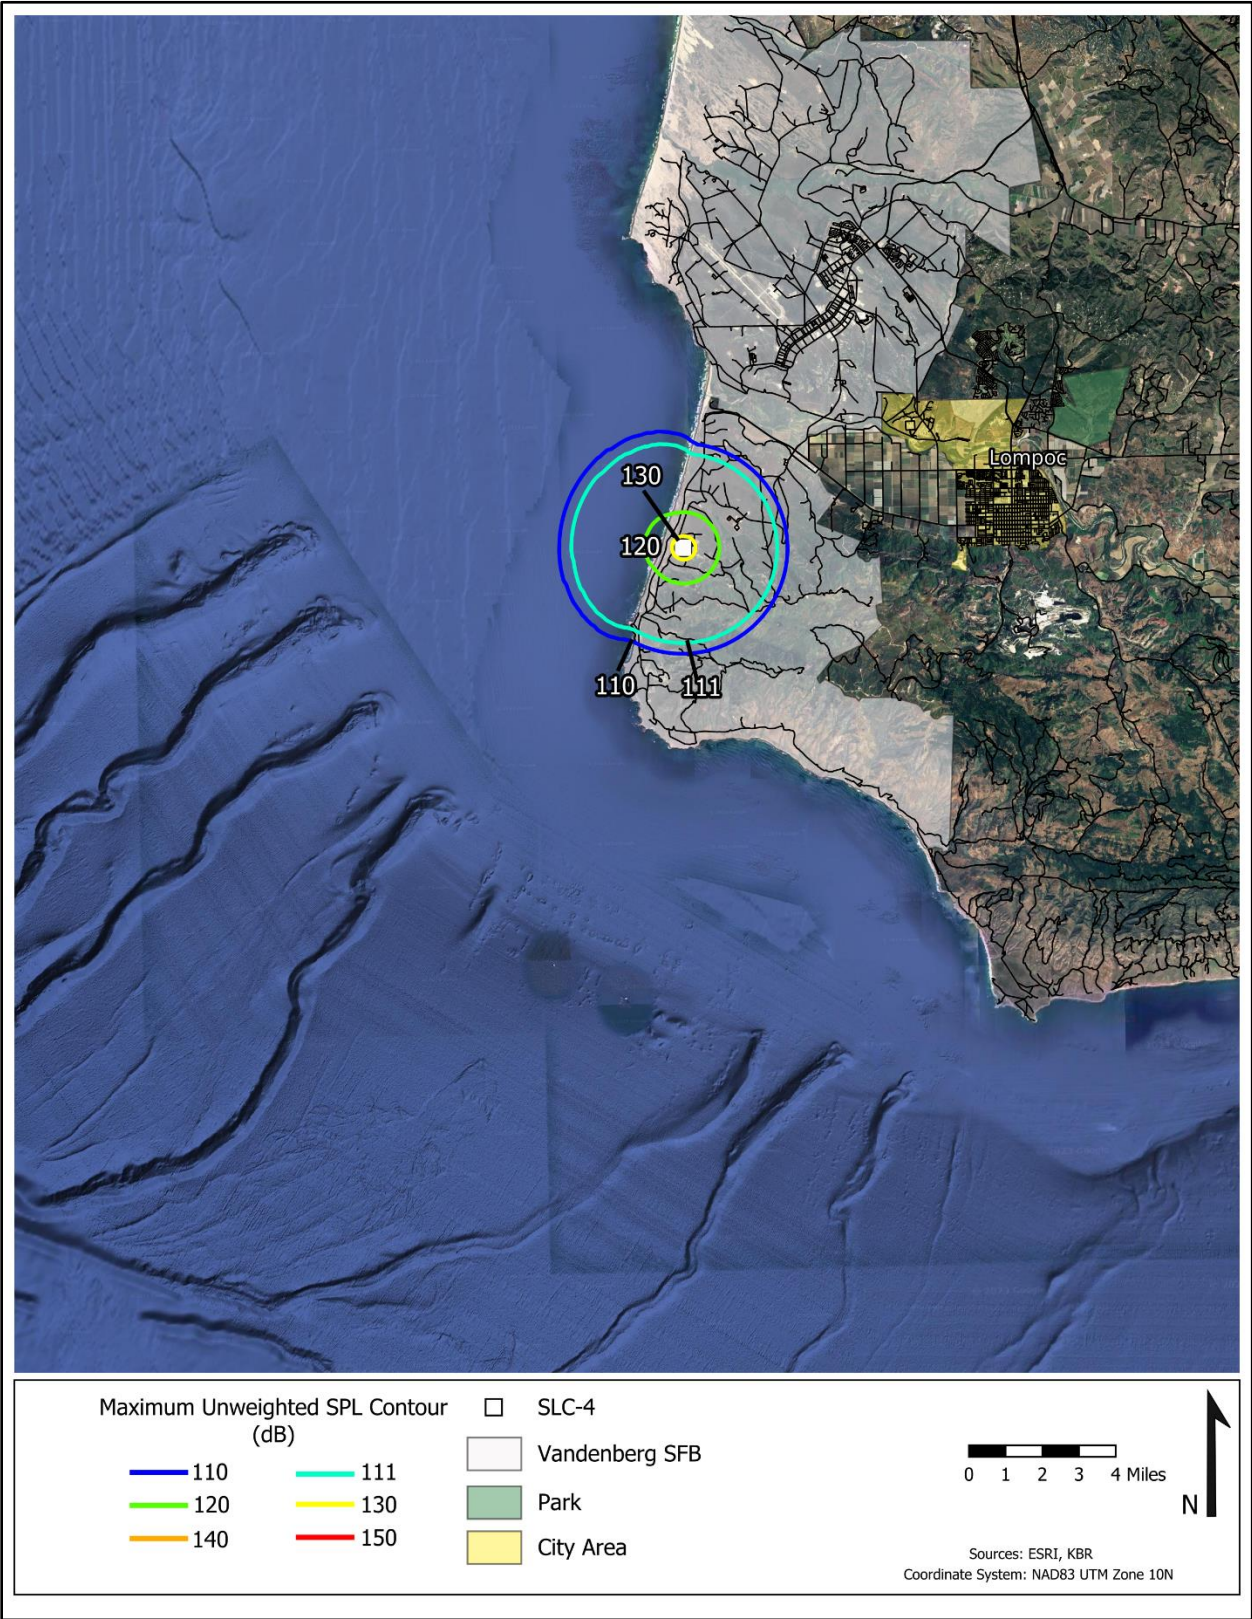 Lompoc
130
120
110
111
Maximum Unweighted SPL Contour
(dB)
110
111
120
130
140
150
SLC-4
Vandenberg SFB
Park
City Area
0 1 2 3 4 Miles
N
Sources: ESRI, KBR
Coordinate System: NAD83 UTM Zone 10N